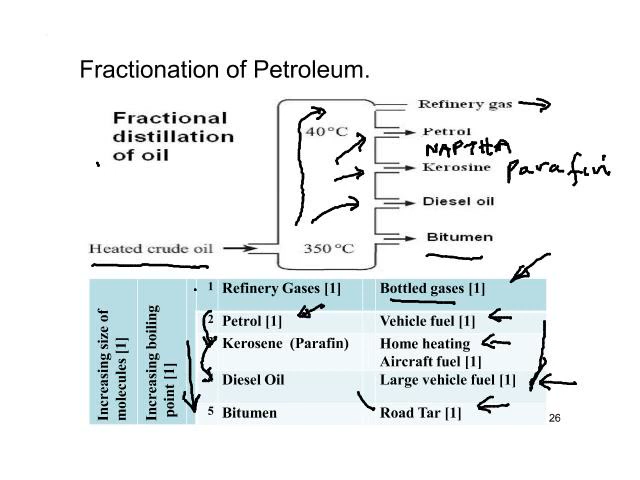 Fractionation of Petroleum.
Fractional
distillation
of oil
40°C
Refinery gas
Petrol
NAPTHA
Kerosine
Parafin
Diesel oil
Bitumen
Heated crude oil
350°C
Increasing size of
molecules [1]
Increasing boiling
point [1]
1 Refinery Gases [1] Bottled gases [1]
2 Petrol [1] Vehicle fuel [1]
Kerosene (Parafin) Home heating
Aircraft fuel [1]
Diesel Oil Large vehicle fuel [1]
5 Bitumen Road Tar [1]
26